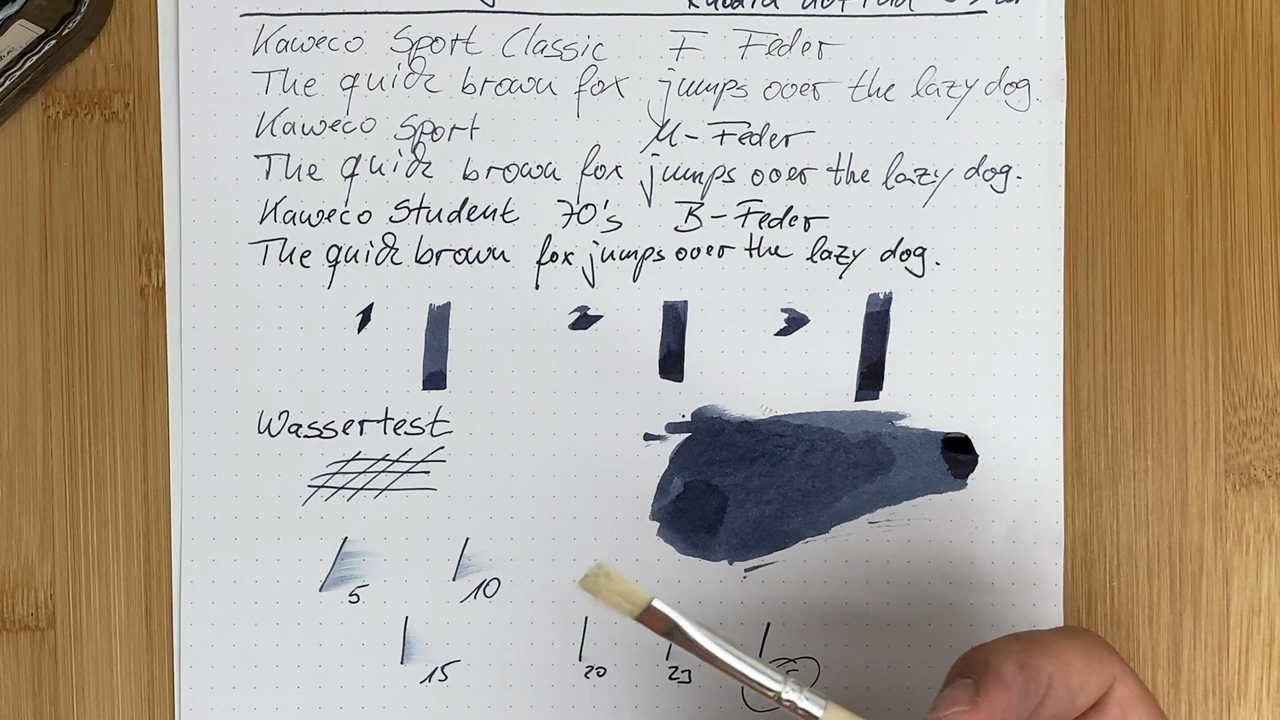 Kaweco Sport Classic F Feder
The quick brown fox jumps over the lazy dog.
Kaweco Sport M-Feder
The quick brown fox jumps over the lazy dog.
Kaweco Student 70's B-Feder
The quick brown fox jumps over the lazy dog.
Wassertest
5 10
15 20 23